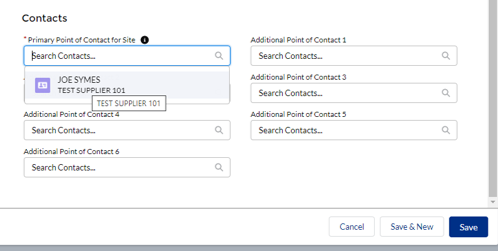 Contacts
* Primary Point of Contact for Site
Additional Point of Contact 1
Search Contacts...
Search Contacts...
JOE SYMES
TEST SUPPLIER 101
Additional Point of Contact 3
Search Contacts...
TEST SUPPLIER 101
Additional Point of Contact 4
Additional Point of Contact 5
Search Contacts...
Search Contacts...
Additional Point of Contact 6
Search Contacts...
Cancel
Save & New
Save